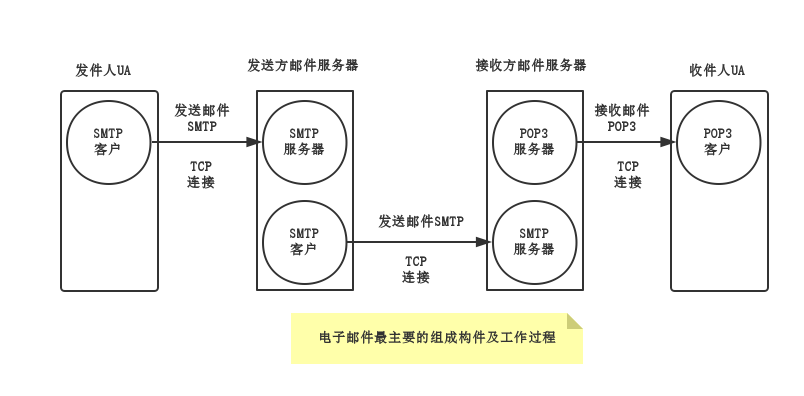 发件人UA
发送方邮件服务器
接收方邮件服务器
收件人UA
SMTP
客户
发送邮件
SMTP
TCP
连接
SMTP
服务器
SMTP
客户
发送邮件SMTP
TCP
连接
POP3
服务器
SMTP
服务器
接收邮件
POP3
TCP
连接
POP3
客户
电子邮件最主要的组成构件及工作过程